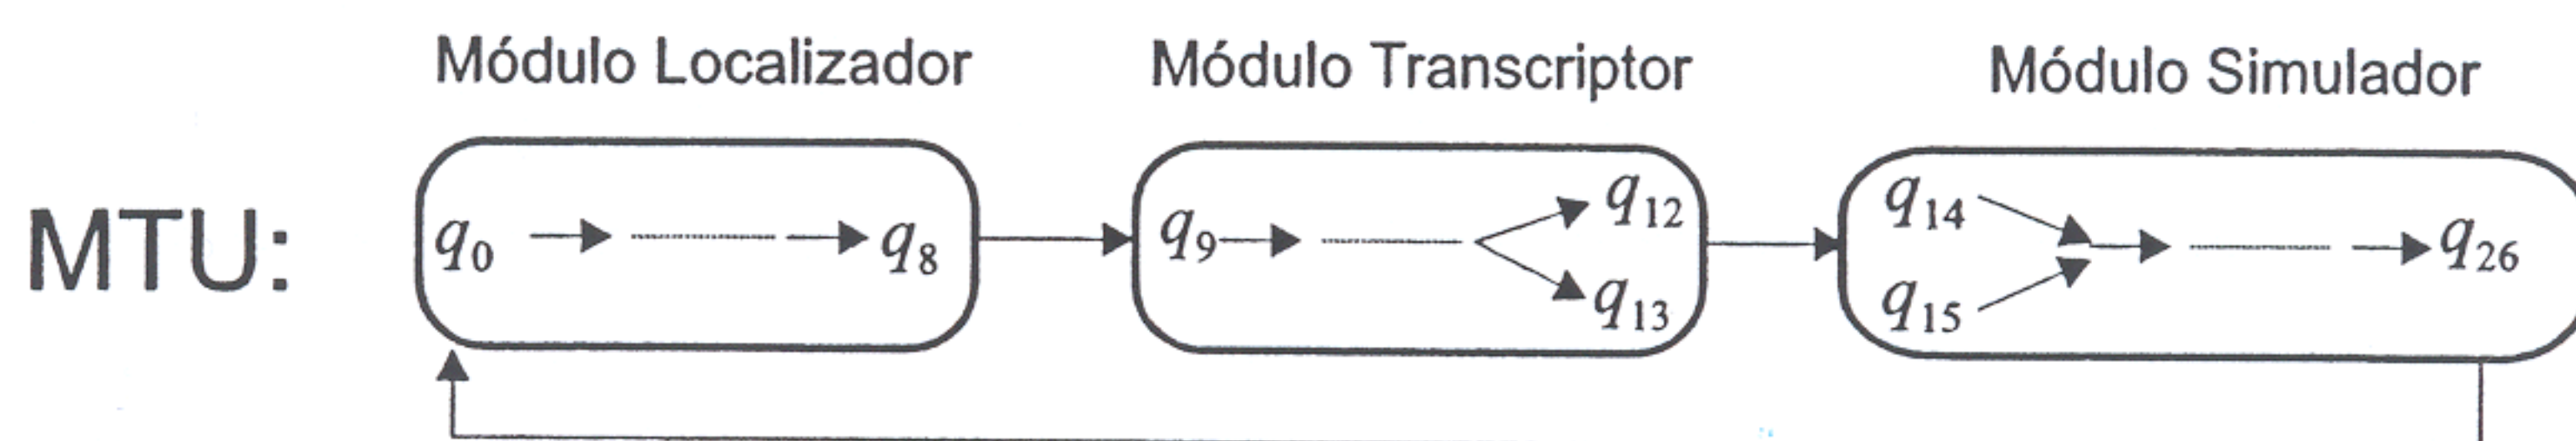 Módulo Localizador Módulo Transcriptor Módulo Simulador
MTU:
q0 q8 q9 q12 q13 q14 q15 q26